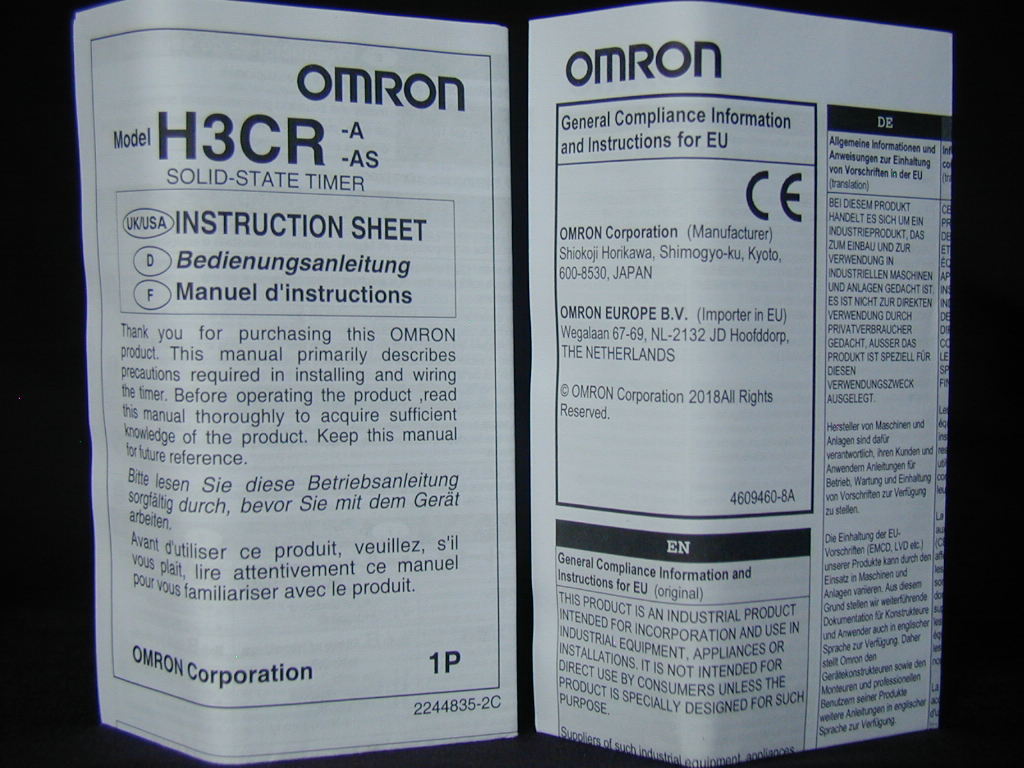 OMRON
Model H3CR -A
-AS
SOLID-STATE TIMER
UK/USA INSTRUCTION SHEET
D Bedienungsanleitung
F Manuel d'instructions
Thank you for purchasing this OMRON
product. This manual primarily describes
precautions required in installing and wiring
the timer. Before operating the product ,read
this manual thoroughly to acquire sufficient
knowledge of the product. Keep this manual
for future reference.
Bitte lesen Sie diese Betriebsanleitung
sorgfältig durch, bevor Sie mit dem Gerät
arbeiten.
Avant d'utiliser ce produit, veuillez, s'il
vous plait, lire attentivement ce manuel
pour vous familiariser avec le produit.
OMRON Corporation 1P
2244835-2C
OMRON
General Compliance Information
and Instructions for EU
CE
OMRON Corporation (Manufacturer)
Shiokoji Horikawa, Shimogyo-ku, Kyoto,
600-8530, JAPAN
OMRON EUROPE B.V. (Importer in EU)
Wegalaan 67-69, NL-2132 JD Hoofddorp,
THE NETHERLANDS
© OMRON Corporation 2018All Rights
Reserved.
4609460-8A
EN
General Compliance Information and
Instructions for EU (original)
THIS PRODUCT IS AN INDUSTRIAL PRODUCT
INTENDED FOR INCORPORATION AND USE IN
INDUSTRIAL EQUIPMENT, APPLIANCES OR
INSTALLATIONS. IT IS NOT INTENDED FOR
DIRECT USE BY CONSUMERS UNLESS THE
PRODUCT IS SPECIALLY DESIGNED FOR SUCH
PURPOSE.
Suppliers of such industrial equipment, appliances
DE
Allgemeine Informationen und
Anweisungen zur Einhaltung
von Vorschriften in der EU
(translation)
BEI DIESEM PRODUKT
HANDELT ES SICH UM EIN
INDUSTRIEPRODUKT, DAS
ZUM EINBAU UND ZUR
VERWENDUNG IN
INDUSTRIELLEN MASCHINEN
UND ANLAGEN GEDACHT IST.
ES IST NICHT ZUR DIREKTEN
VERWENDUNG DURCH
PRIVATVERBRAUCHER
GEDACHT, AUSSER DAS
PRODUKT IST SPEZIELL FÜR
DIESEN
VERWENDUNGSZWECK
AUSGELEGT.
Hersteller von Maschinen und
Anlagen sind dafür
verantwortlich, ihren Kunden und
Anwendern Anleitungen für
Betrieb, Wartung und Einhaltung
von Vorschriften zur Verfügung
zu stellen.
Die Einhaltung der EU-
Vorschriften (EMCD, LVD etc.)
unserer Produkte kann durch den
Einsatz in Maschinen und
Anlagen variieren. Aus diesem
Grund stellen wir weiterführende
Dokumentation für Konstrukteure
und Anwender auch in englischer
Sprache zur Verfügung. Daher
stellt Omron den
Gerätekonstrukteuren sowie den
Monteuren und professionellen
Benutzern seiner Produkte
weitere Anleitungen in englischer
Sprache zur Verfügung.